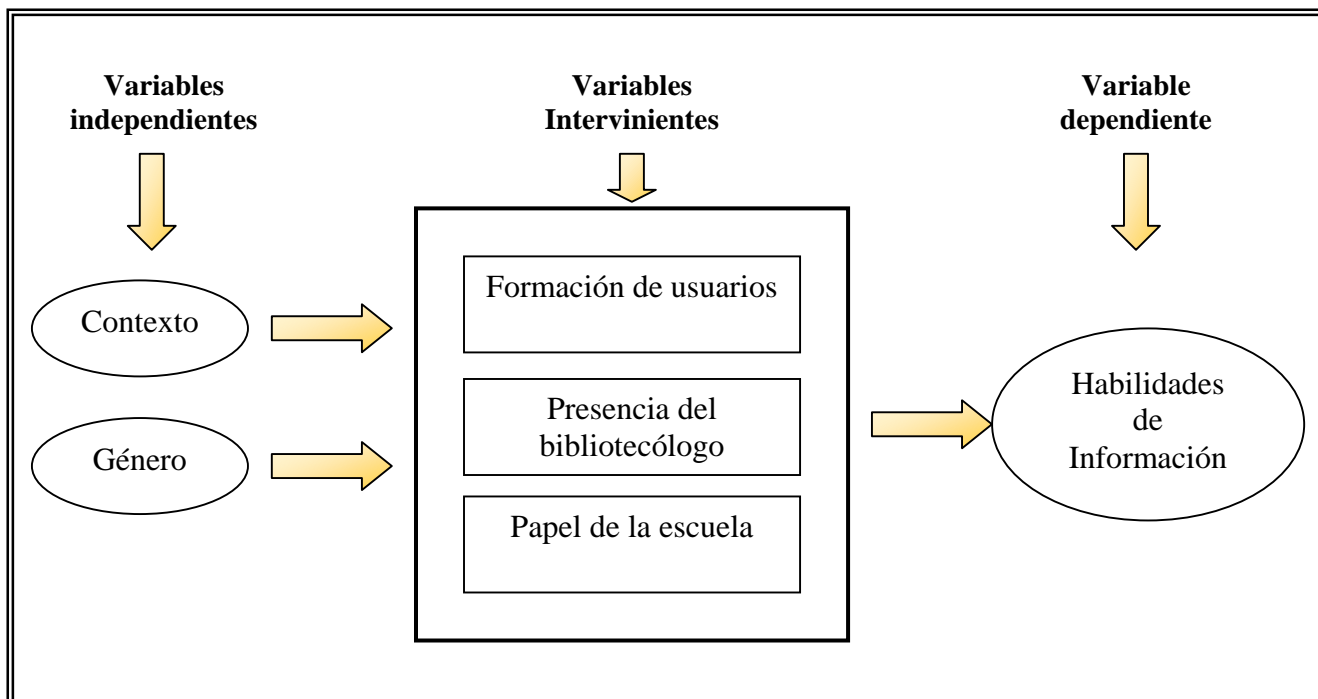 Variables
independientes
Variables
Intervinientes
Variable
dependiente
Contexto
Género
Formación de usuarios
Presencia del
bibliotecólogo
Papel de la escuela
Habilidades
de
Información